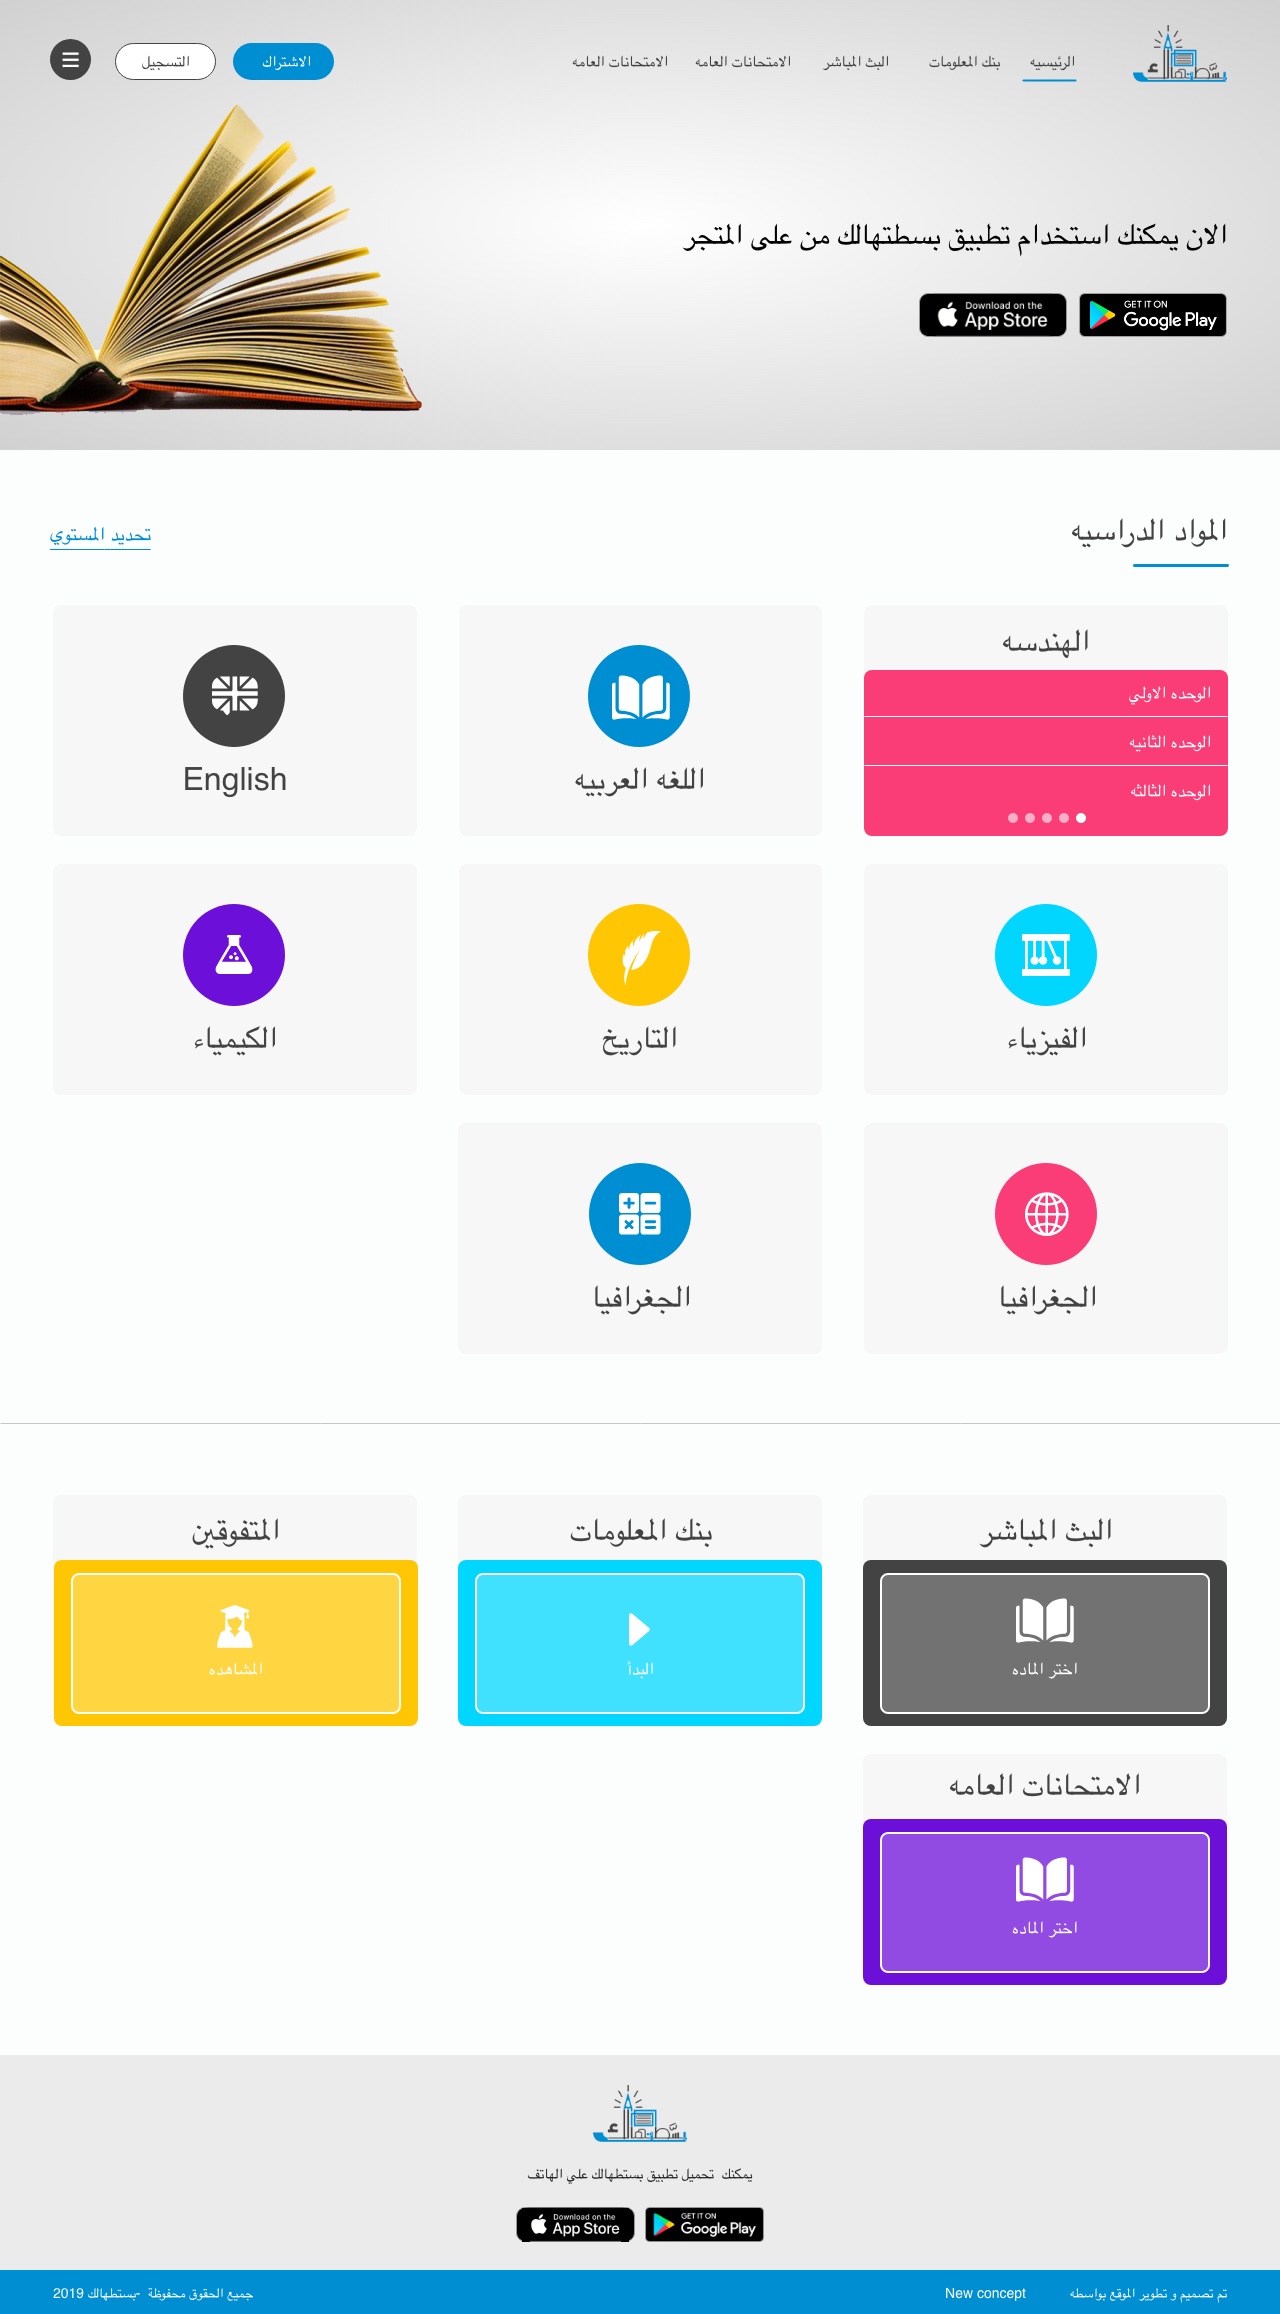 بسطتهالك
الرئيسيه
بنك المعلومات
البث المباشر
الامتحانات العامه
الامتحانات العامه
الاشتراك
التسجيل
الان يمكنك استخدام تطبيق بسطتهالك من على المتجر
GET IT ON
Google Play
Download on the
App Store
المواد الدراسيه
تحديد المستوي
الهندسه
الوحده الاولي
الوحده الثانيه
الوحده الثالثه
اللغه العربيه
English
الفيزياء
التاريخ
الكيمياء
الجغرافيا
الجغرافيا
البث المباشر
اختر الماده
بنك المعلومات
البدأ
المتفوقين
المشاهده
الامتحانات العامه
اختر الماده
بسطتهالك
يمكنك تحميل تطبيق بستطهالك علي الهاتف
GET IT ON
Google Play
Download on the
App Store
تم تصميم و تطوير الموقع بواسطه
New concept
جميع الحقوق محفوظة -بستطهالك 2019